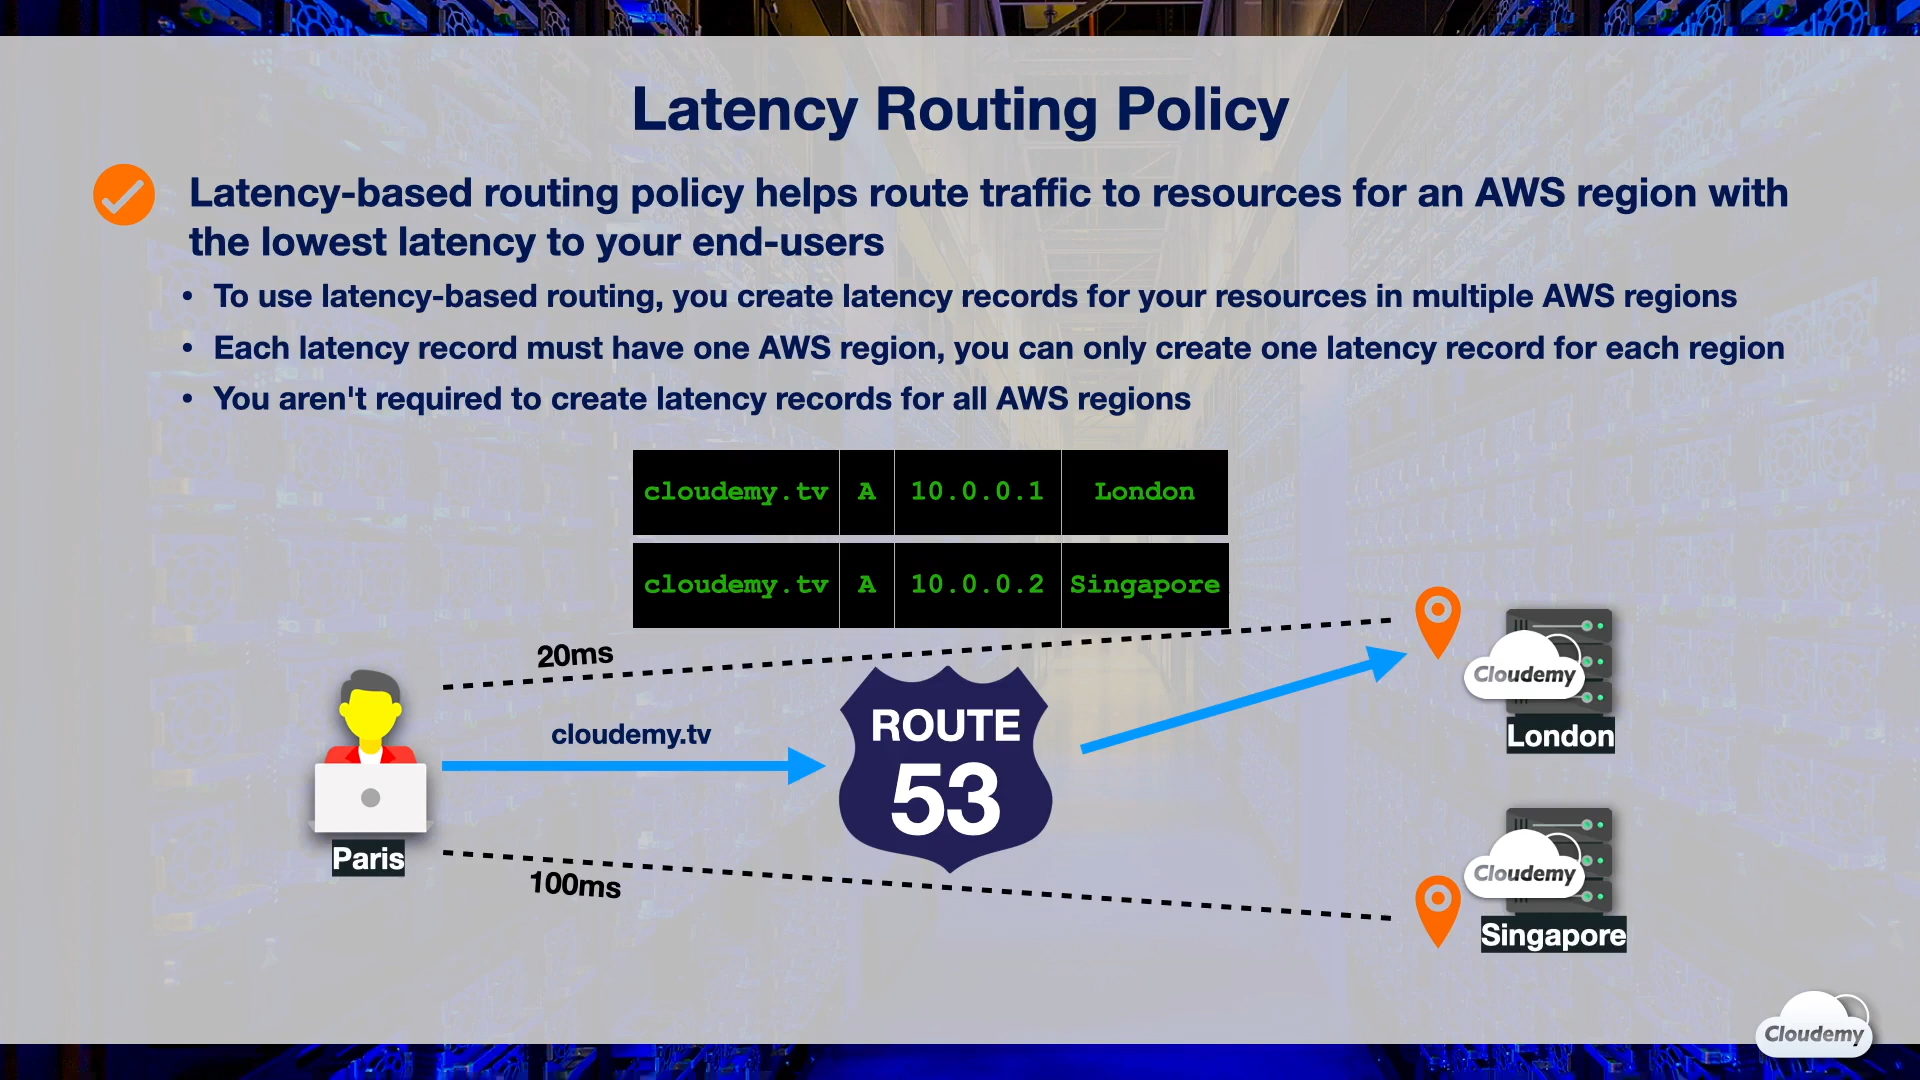 Latency Routing Policy
Latency-based routing policy helps route traffic to resources for an AWS region with
the lowest latency to your end-users
• To use latency-based routing, you create latency records for your resources in multiple AWS regions
• Each latency record must have one AWS region, you can only create one latency record for each region
• You aren't required to create latency records for all AWS regions
cloudemy.tv A 10.0.0.1 London
cloudemy.tv A 10.0.0.2 Singapore
20ms
cloudemy.tv
ROUTE
53
Paris
100ms
Cloudemy
London
Cloudemy
Singapore
Cloudemy